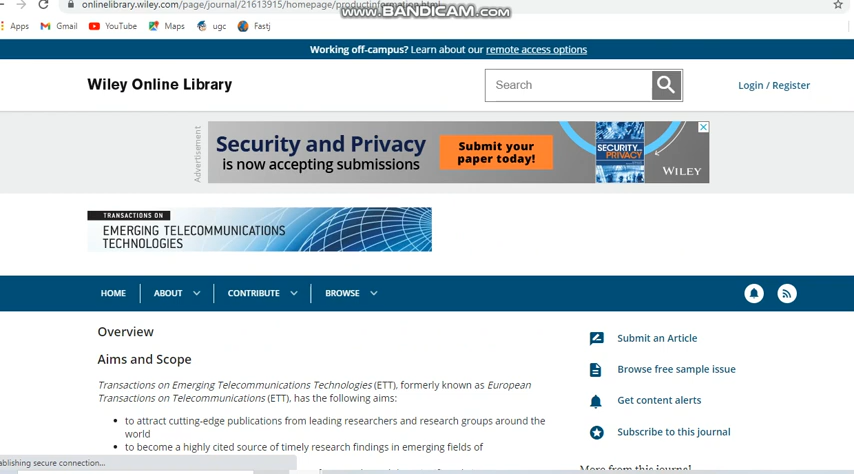 onlinelibrary.wiley.com/page/journal/21613915/homepage/productinformation.html
WWW.BANDICAM.COM
Apps Gmail YouTube Maps ugc Fastj
Working off-campus? Learn about our remote access options
Wiley Online Library
Search
Login / Register
Advertisement
Security and Privacy
is now accepting submissions
Submit your
paper today!
SECURITY
AND PRIVACY
WILEY
TRANSACTIONS ON
EMERGING TELECOMMUNICATIONS
TECHNOLOGIES
HOME ABOUT CONTRIBUTE BROWSE
Overview
Aims and Scope
Transactions on Emerging Telecommunications Technologies (ETT), formerly known as European
Transactions on Telecommunications (ETT), has the following aims:
• to attract cutting-edge publications from leading researchers and research groups around the
world
• to become a highly cited source of timely research findings in emerging fields of
Submit an Article
Browse free sample issue
Get content alerts
Subscribe to this journal
More from this journal
ablishing secure connection...